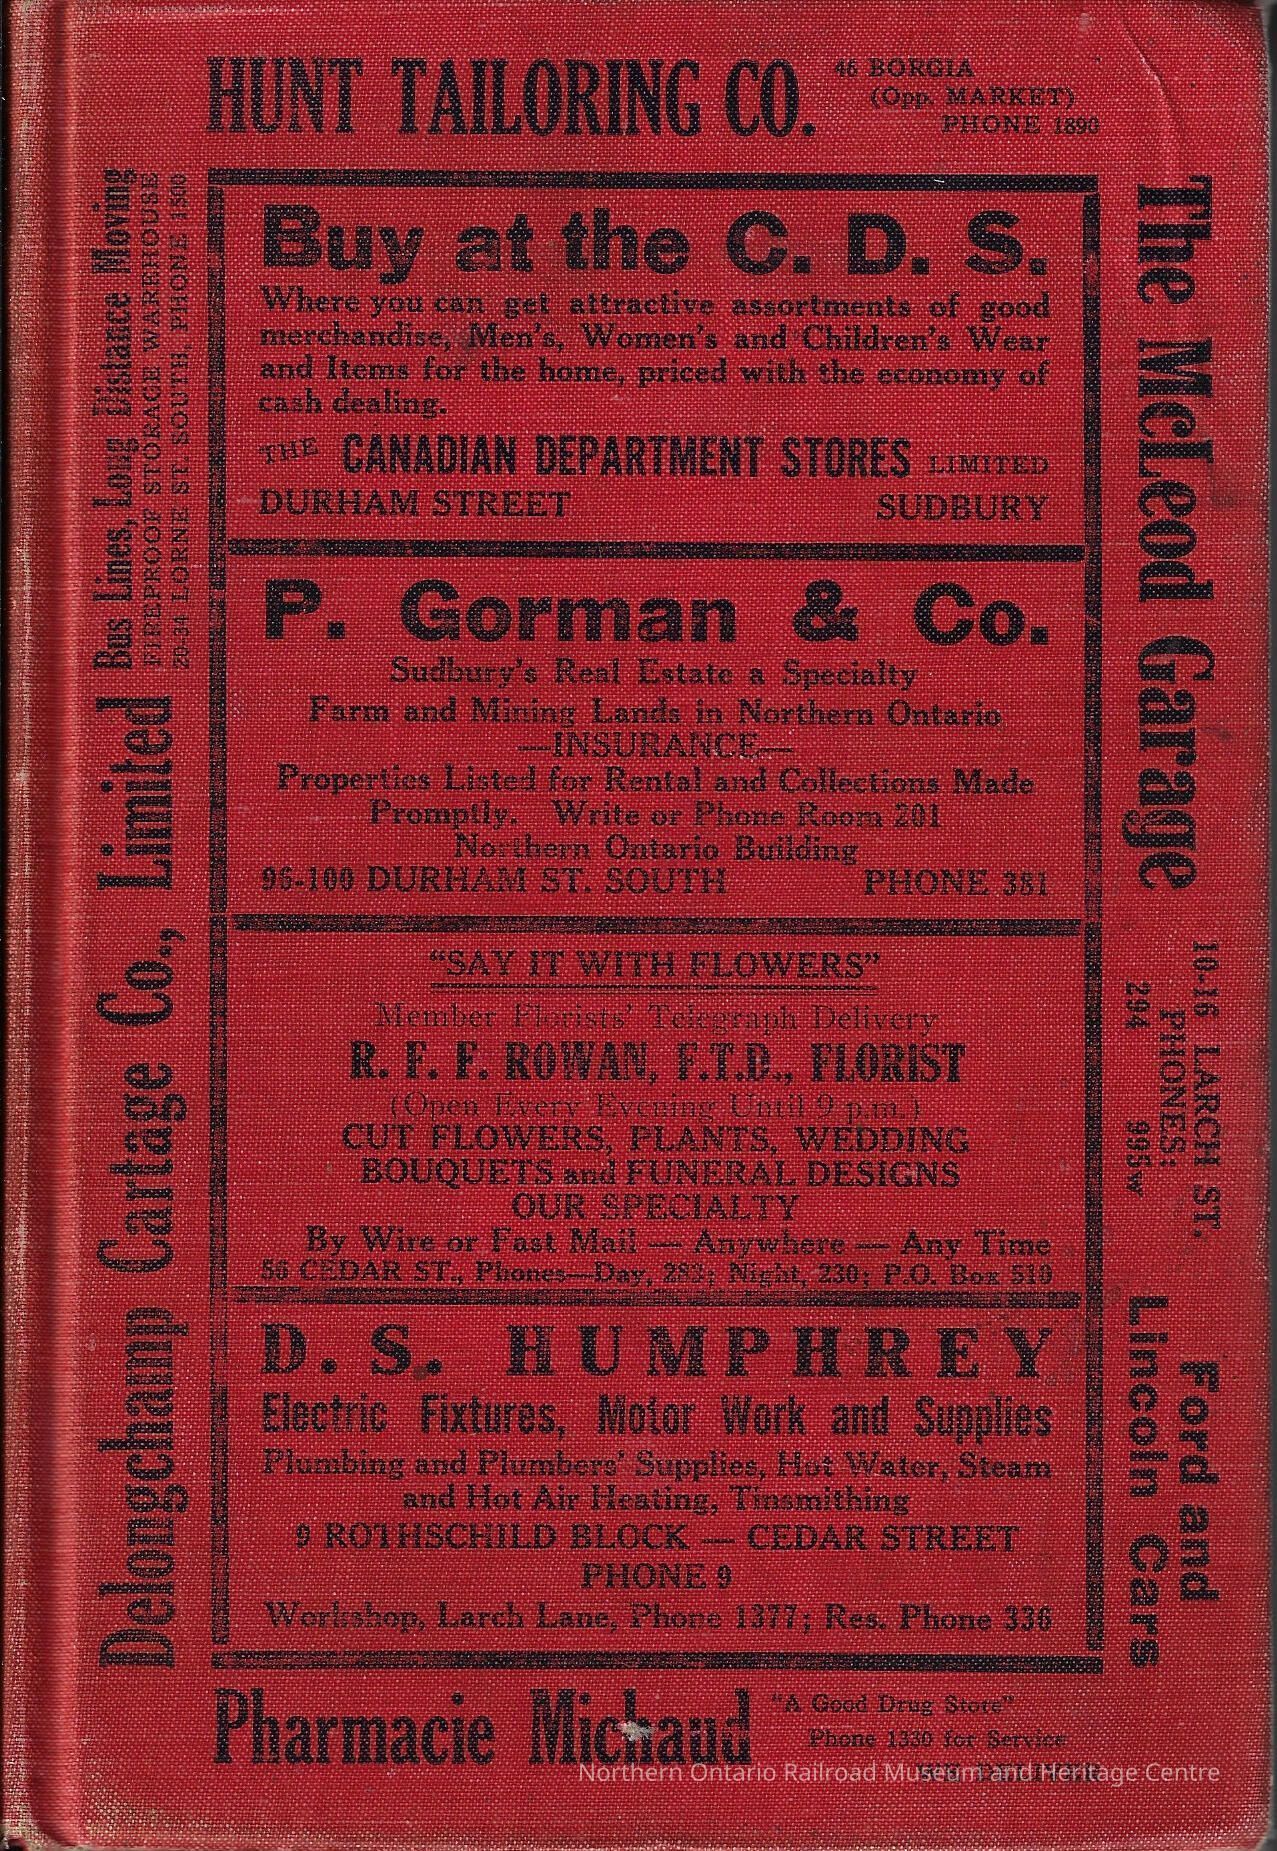 HUNT TAILORING CO.
46 BORGIA
(Opp. MARKET)
PHONE 1890
Delongchamp Cartage Co., Limited
Bus Lines, Long Distance Moving
FIREPROOF STORAGE WAREHOUSE
20-34 LORNE ST. SOUTH, PHONE 1500
Buy at the C. D. S.
Where you can get attractive assortments of good
merchandise, Men's, Women's and Children's Wear
and Items for the home, priced with the economy of
cash dealing.
THE CANADIAN DEPARTMENT STORES LIMITED
DURHAM STREET SUDBURY
P. Gorman & Co.
Sudbury's Real Estate a Specialty
Farm and Mining Lands in Northern Ontario
—INSURANCE—
Properties Listed for Rental and Collections Made
Promptly. Write or Phone Room 201
Northern Ontario Building
96-100 DURHAM ST. SOUTH PHONE 381
"SAY IT WITH FLOWERS"
Member Florists' Telegraph Delivery
R. F. F. ROWAN, F.T.D., FLORIST
(Open Every Evening Until 9 p.m.)
CUT FLOWERS, PLANTS, WEDDING
BOUQUETS and FUNERAL DESIGNS
OUR SPECIALTY
By Wire or Fast Mail — Anywhere — Any Time
56 CEDAR ST., Phones—Day, 283; Night, 230; P.O. Box 510
D. S. HUMPHREY
Electric Fixtures, Motor Work and Supplies
Plumbing and Plumbers' Supplies, Hot Water, Steam
and Hot Air Heating, Tinsmithing
9 ROTHSCHILD BLOCK — CEDAR STREET
PHONE 9
Workshop, Larch Lane, Phone 1377; Res. Phone 336
The McLeod Garage
10-16 LARCH ST.
PHONES:
294 995w
Ford and
Lincoln Cars
Pharmacie Michaud
"A Good Drug Store"
Phone 1330 for Service
WE DELIVER
Northern Ontario Railroad Museum and Heritage Centre